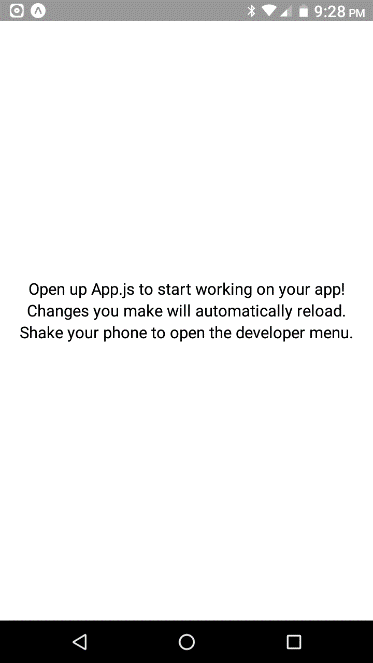 9:28 PM
Open up App.js to start working on your app!
Changes you make will automatically reload.
Shake your phone to open the developer menu.